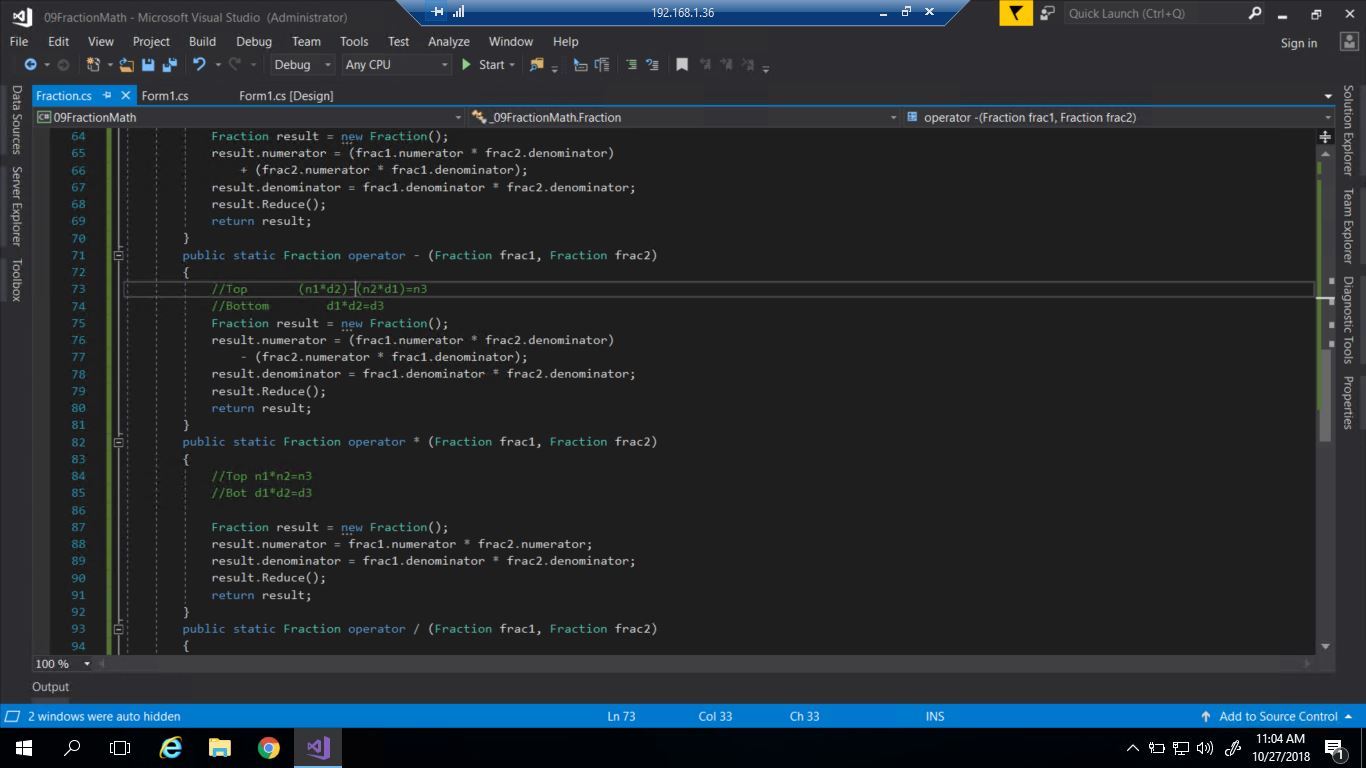 192.168.1.36
09FractionMath - Microsoft Visual Studio (Administrator)
Quick Launch (Ctrl+Q)
File Edit View Project Build Debug Team Tools Test Analyze Window Help
Sign in
Debug Any CPU Start
Fraction.cs Form1.cs Form1.cs [Design]
09FractionMath _09FractionMath.Fraction operator -(Fraction frac1, Fraction frac2)
Data Sources
Server Explorer
Toolbox
64 Fraction result = new Fraction();
65 result.numerator = (frac1.numerator * frac2.denominator)
66 + (frac2.numerator * frac1.denominator);
67 result.denominator = frac1.denominator * frac2.denominator;
68 result.Reduce();
69 return result;
70 }
71 public static Fraction operator - (Fraction frac1, Fraction frac2)
72 {
73 //Top (n1*d2)-(n2*d1)=n3
74 //Bottom d1*d2=d3
75 Fraction result = new Fraction();
76 result.numerator = (frac1.numerator * frac2.denominator)
77 - (frac2.numerator * frac1.denominator);
78 result.denominator = frac1.denominator * frac2.denominator;
79 result.Reduce();
80 return result;
81 }
82 public static Fraction operator * (Fraction frac1, Fraction frac2)
83 {
84 //Top n1*n2=n3
85 //Bot d1*d2=d3
86
87 Fraction result = new Fraction();
88 result.numerator = frac1.numerator * frac2.numerator;
89 result.denominator = frac1.denominator * frac2.denominator;
90 result.Reduce();
91 return result;
92 }
93 public static Fraction operator / (Fraction frac1, Fraction frac2)
94 {
Solution Explorer
Team Explorer
Diagnostic Tools
Properties
100 %
Output
2 windows were auto hidden Ln 73 Col 33 Ch 33 INS Add to Source Control
11:04 AM
10/27/2018
1